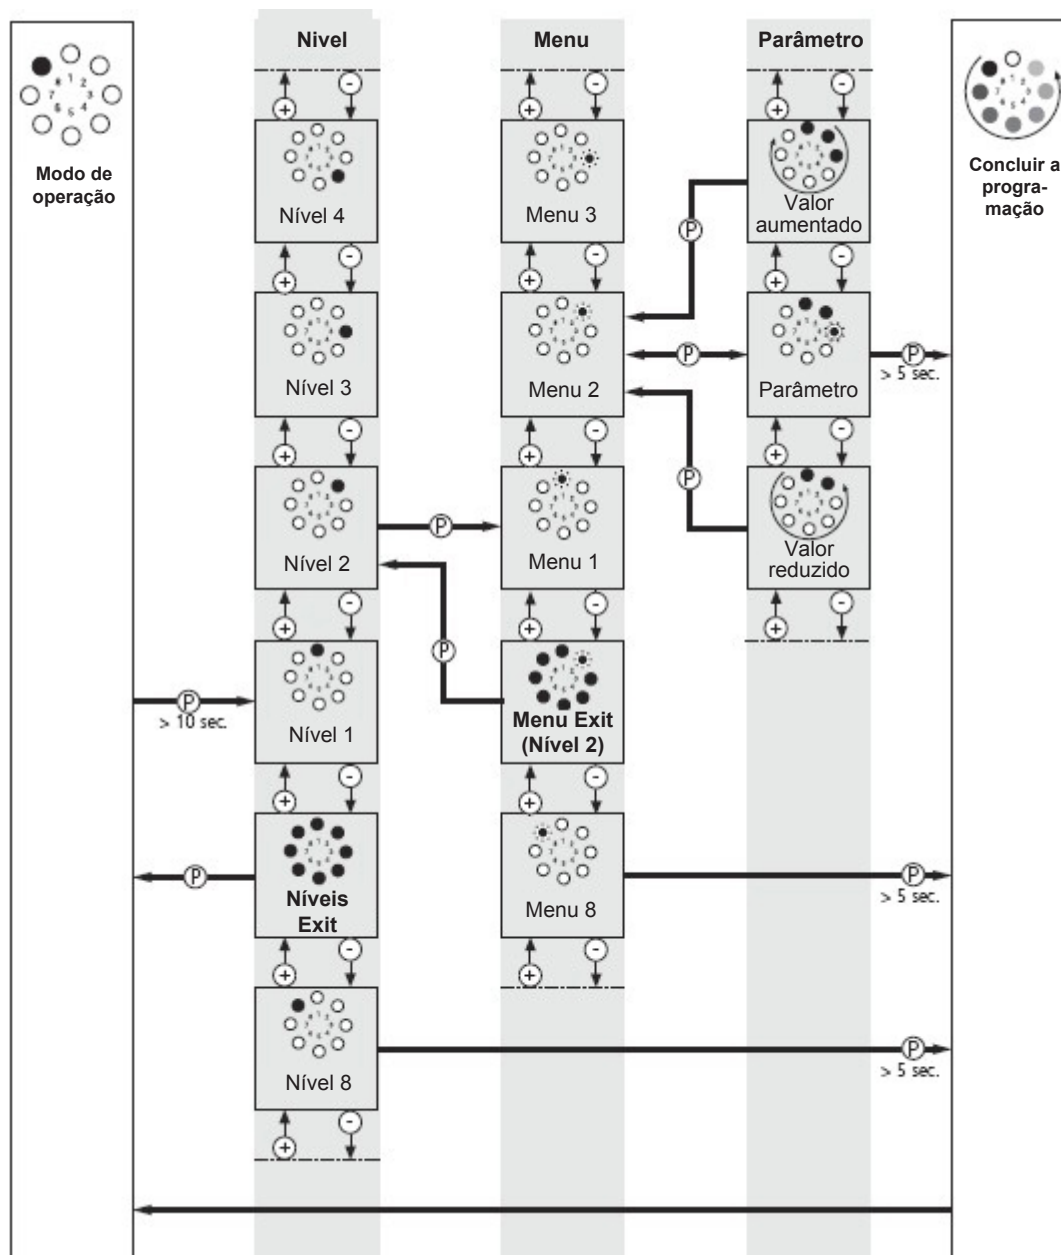 Modo de
operação
Nivel
+
-
Nível 4
+
-
Nível 3
+
-
Nível 2
+
-
Nível 1
+
-
Níveis
Exit
+
-
Nível 8
+
-
P
> 10 sec.
P
P
P
Menu
+
-
Menu 3
+
-
Menu 2
+
-
Menu 1
+
-
Menu Exit
(Nível 2)
+
-
Menu 8
+
-
P
P
P
Parâmetro
+
-
Valor
aumentado
+
-
Parâmetro
+
-
Valor
reduzido
+
-
P
> 5 sec.
P
> 5 sec.
P
> 5 sec.
Concluir a
progra-
mação